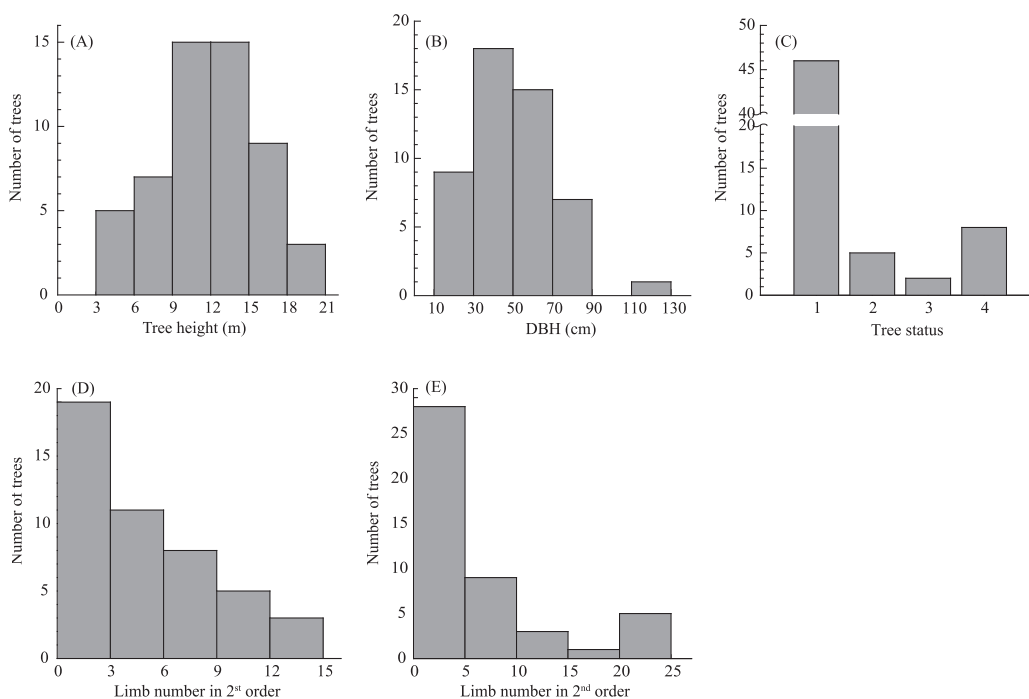 (A)
Number of trees
15
10
5
0
0 3 6 9 12 15 18 21
Tree height (m)
(B)
Number of trees
20
15
10
5
0
10 30 50 70 90 110 130
DBH (cm)
(C)
Number of trees
50
45
40
20
15
10
5
0
1 2 3 4
Tree status
(D)
Number of trees
20
15
10
5
0
0 3 6 9 12 15
Limb number in 2st order
(E)
Number of trees
30
25
20
15
10
5
0
0 5 10 15 20 25
Limb number in 2nd order